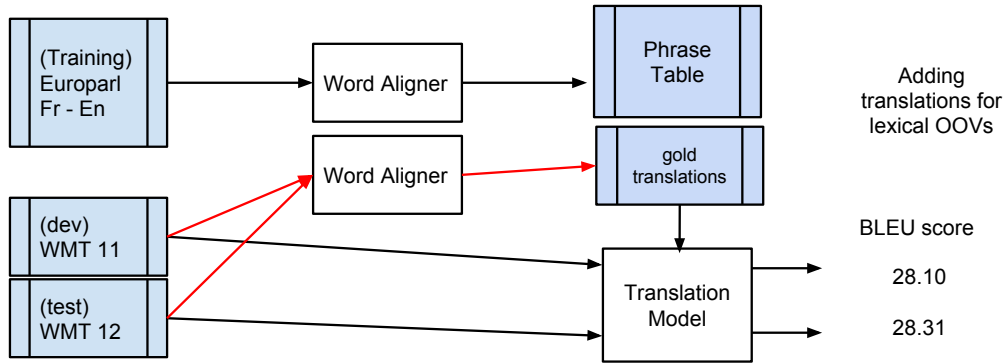 (Training)
Europarl
Fr - En
Word Aligner
Phrase
Table
Adding
translations for
lexical OOVs
Word Aligner
gold
translations
(dev)
WMT 11
(test)
WMT 12
Translation
Model
BLEU score
28.10
28.31